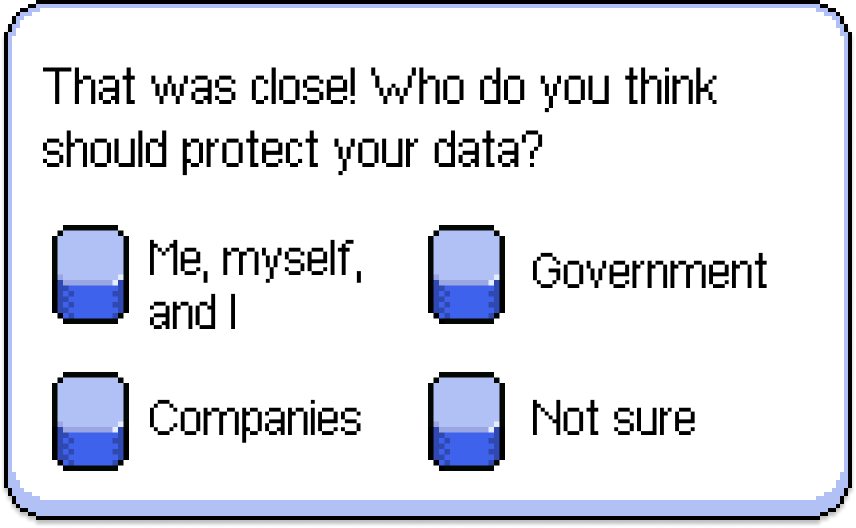 That was close! Who do you think
should protect your data?
Me, myself,
and I
Government
Companies
Not sure